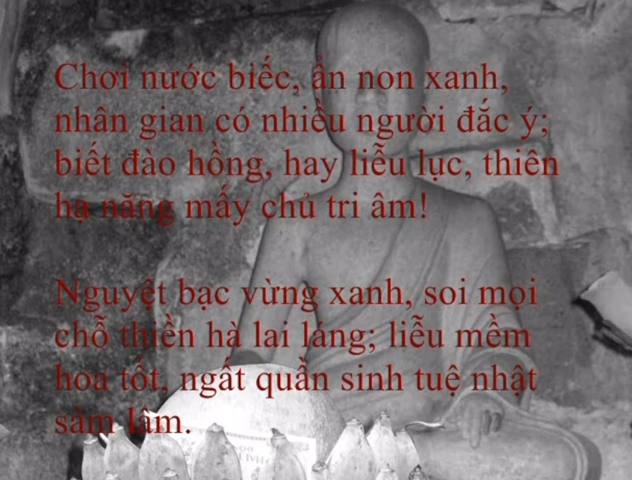 Chơi nước biếc, ẩn non xanh,
nhân gian có nhiều người đắc ý;
biết đào hồng, hay liễu lục, thiên
hạ năng mấy chủ tri âm!
Nguyệt bạc vừng xanh, soi mọi
chỗ thiền hà lai láng; liễu mềm
hoa tốt, ngất quần sinh tuệ nhật
sâm lâm.